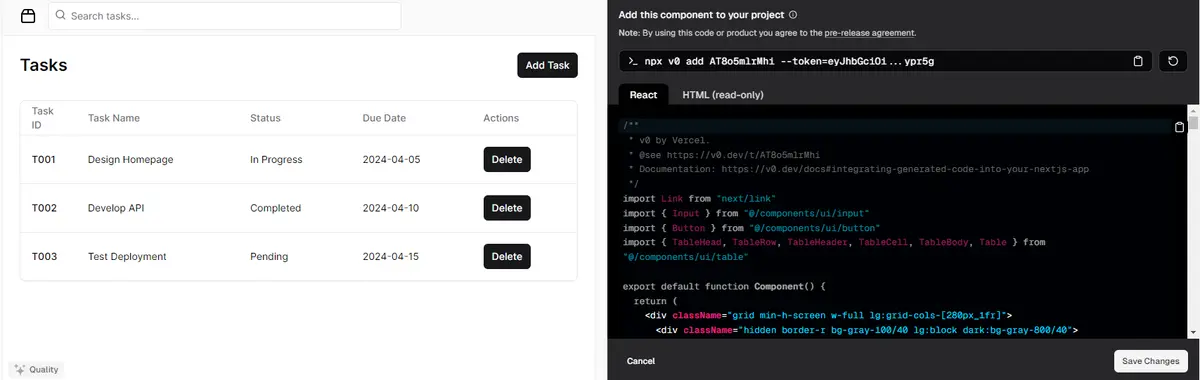 Search tasks...
Tasks
Add Task
Task ID Task Name Status Due Date Actions
T001 Design Homepage In Progress 2024-04-05 Delete
T002 Develop API Completed 2024-04-10 Delete
T003 Test Deployment Pending 2024-04-15 Delete
Quality
Add this component to your project
Note: By using this code or product you agree to the pre-release agreement.
>_ npx v0 add AT8o5mlrMhi --token=eyJhbGciOi...ypr5g
React HTML (read-only)
/**
* v0 by Vercel.
* @see https://v0.dev/t/AT8o5mlrMhi
* Documentation: https://v0.dev/docs#integrating-generated-code-into-your-nextjs-app
*/
import Link from "next/link"
import { Input } from "@/components/ui/input"
import { Button } from "@/components/ui/button"
import { TableHead, TableRow, TableHeader, TableCell, TableBody, Table } from
"@/components/ui/table"
export default function Component() {
return (
<div className="grid min-h-screen w-full lg:grid-cols-[280px_1fr]">
<div className="hidden border-r bg-gray-100/40 lg:block dark:bg-gray-800/40">
Cancel
Save Changes